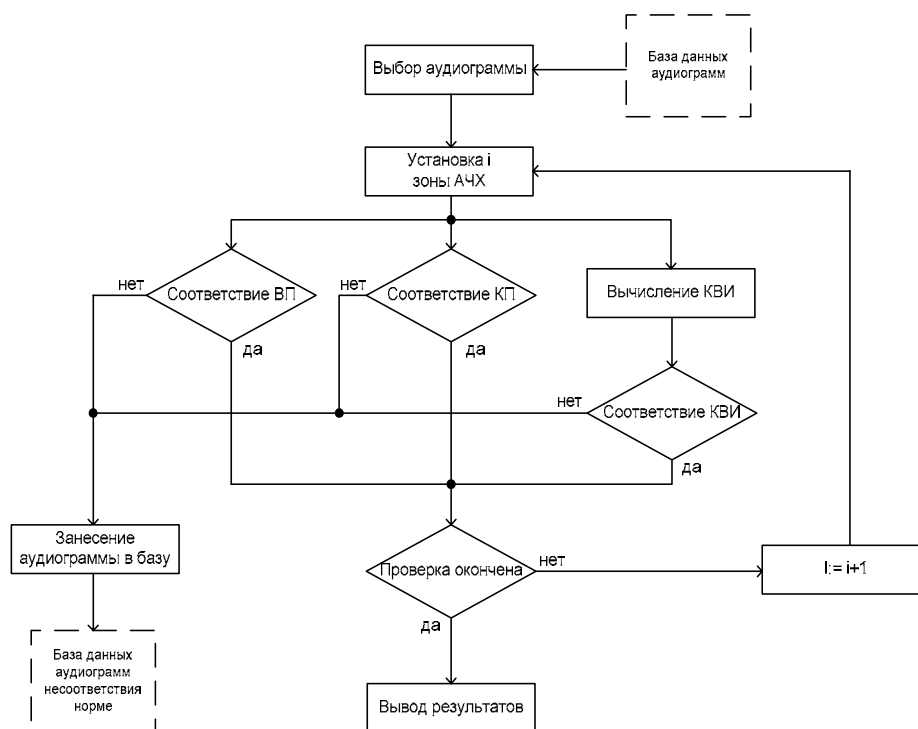 Выбор аудиограммы
База данных
аудиограмм
Установка i
зоны АЧХ
нет
Соответствие ВП
да
нет
Соответствие КП
да
Вычисление КВИ
нет
Соответствие КВИ
да
Занесение
аудиограммы в базу
Проверка окончена
нет
да
I:= i+1
База данных
аудиограмм
несоответствия
норме
Вывод результатов